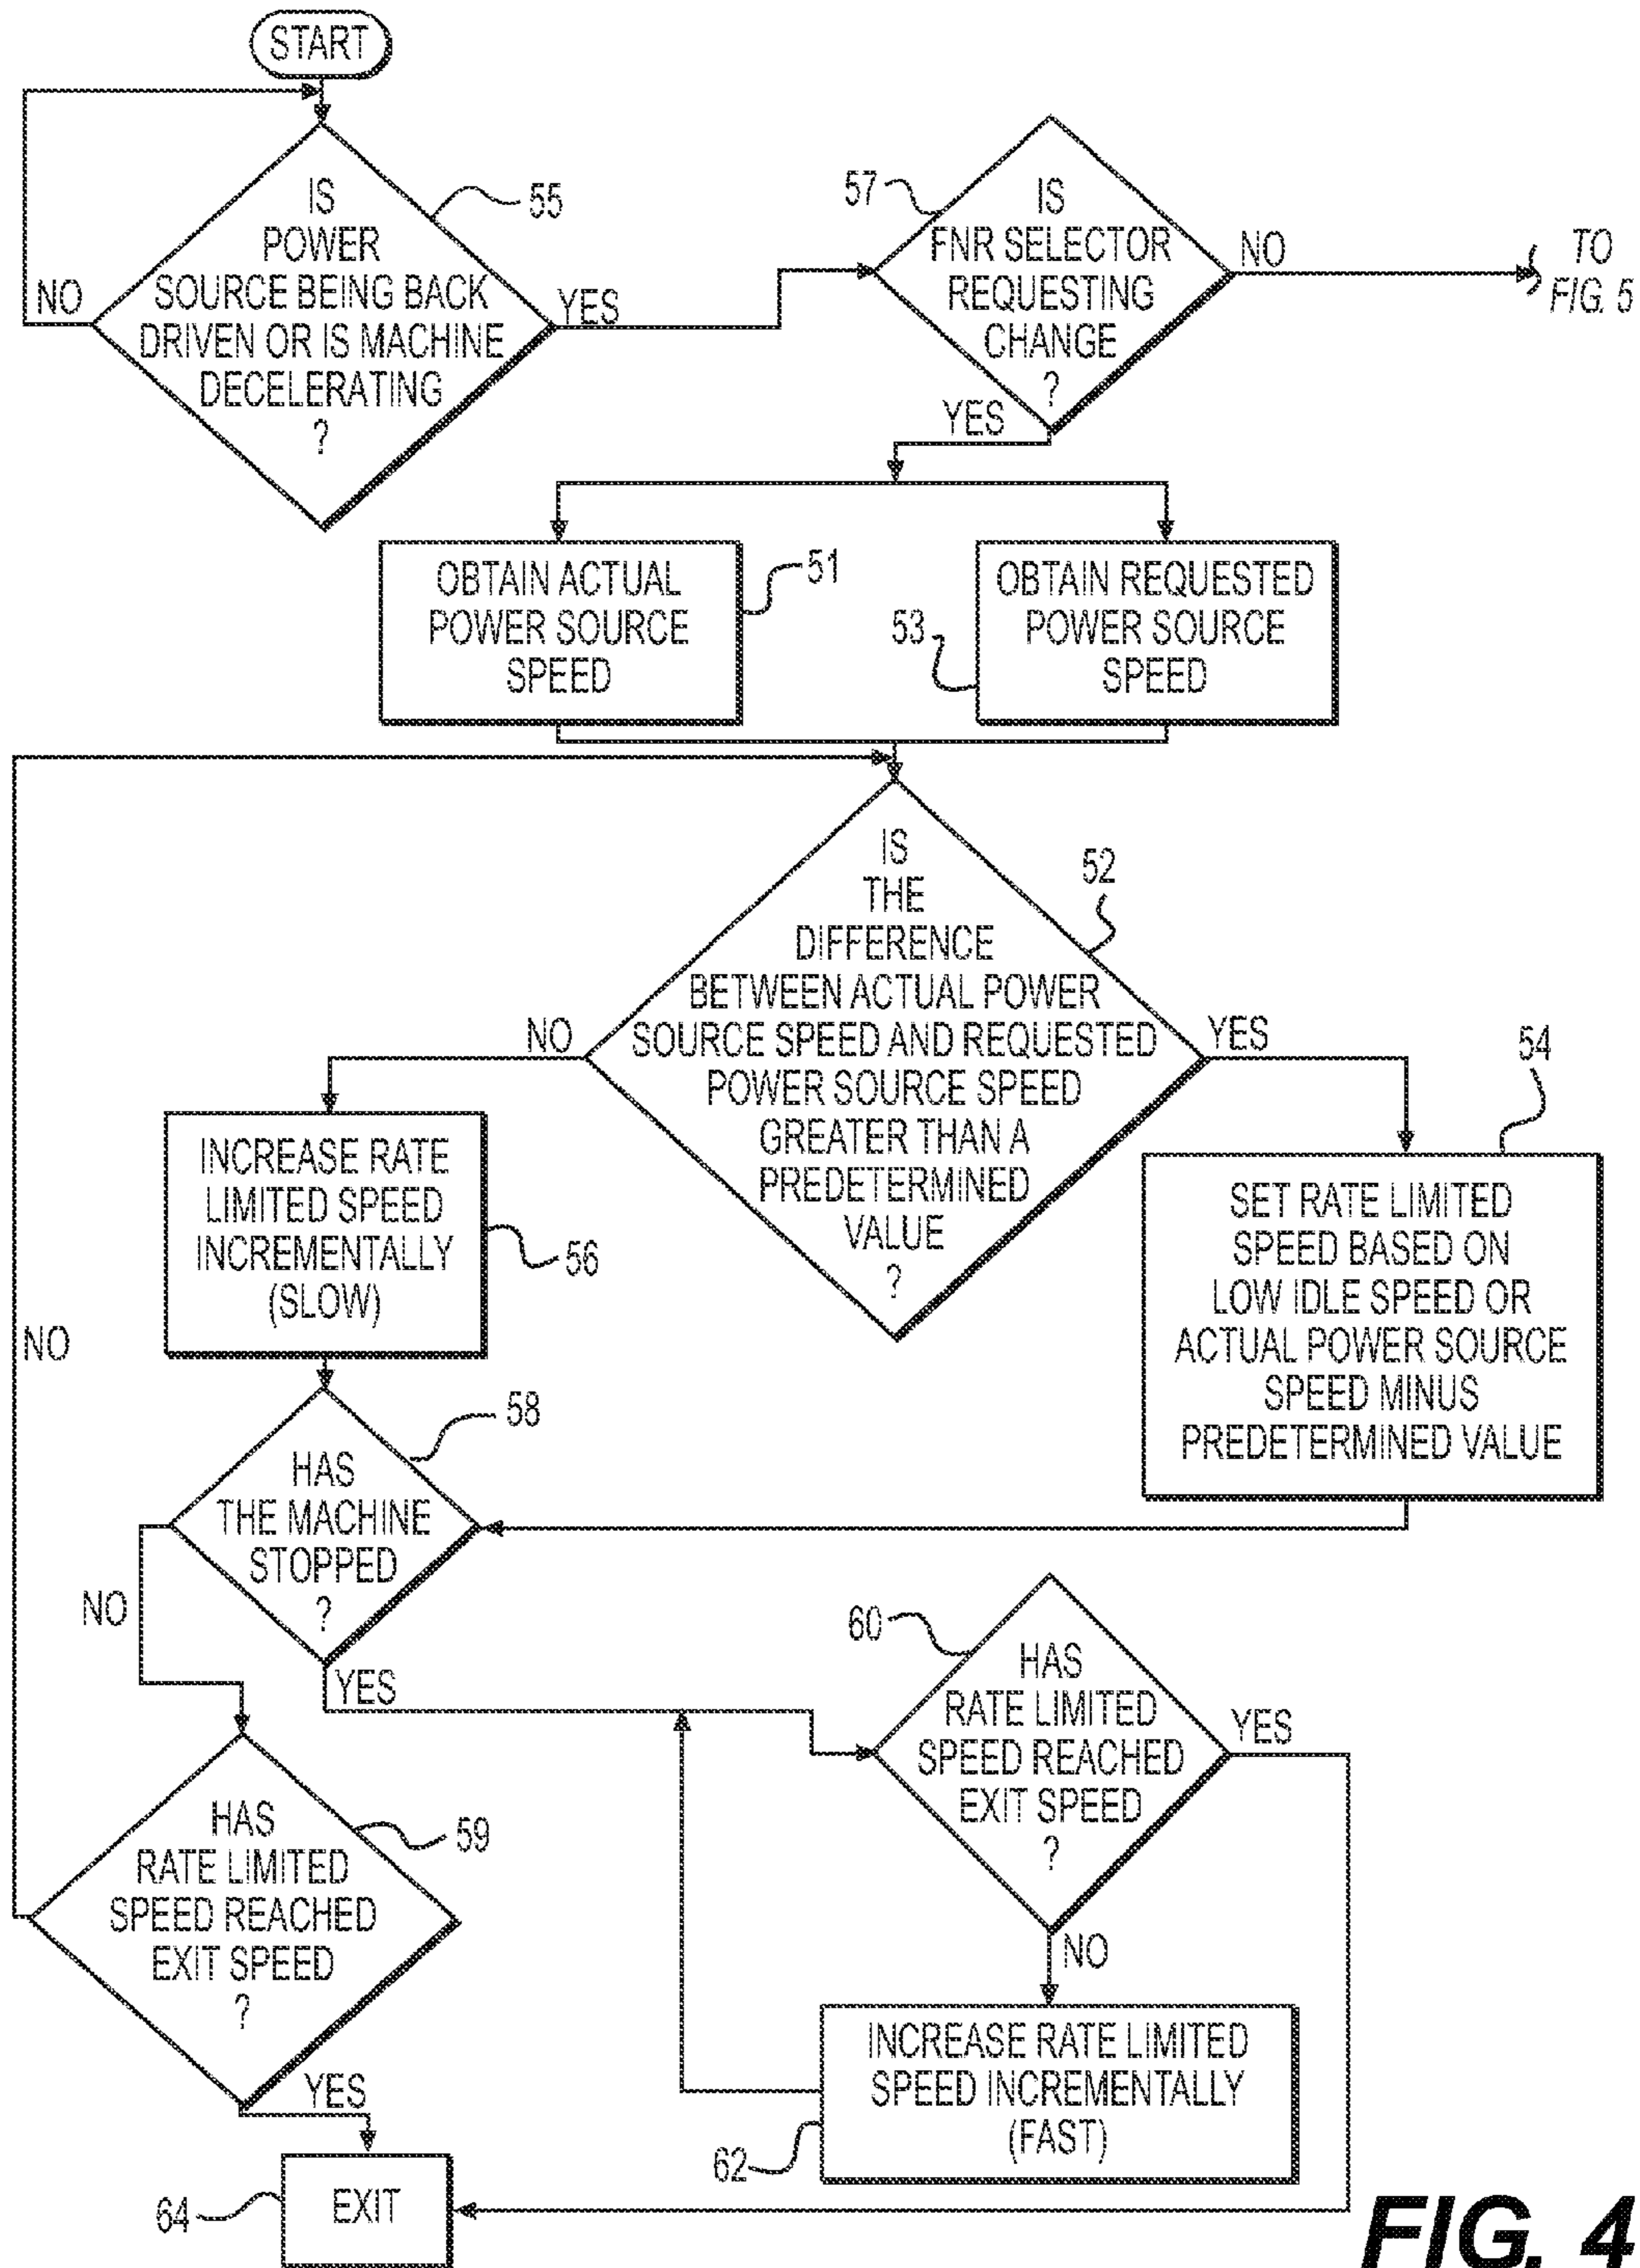 START
IS
POWER
SOURCE BEING BACK
DRIVEN OR IS MACHINE
DECELERATING
?
55
NO
YES
57
IS
FNR SELECTOR
REQUESTING
CHANGE
?
NO
TO
FIG. 5
YES
OBTAIN ACTUAL
POWER SOURCE
SPEED
51
OBTAIN REQUESTED
POWER SOURCE
SPEED
53
IS
THE
DIFFERENCE
BETWEEN ACTUAL POWER
SOURCE SPEED AND REQUESTED
POWER SOURCE SPEED
GREATER THAN A
PREDETERMINED
VALUE
?
52
NO
YES
54
INCREASE RATE
LIMITED SPEED
INCREMENTALLY
(SLOW)
56
SET RATE LIMITED
SPEED BASED ON
LOW IDLE SPEED OR
ACTUAL POWER SOURCE
SPEED MINUS
PREDETERMINED VALUE
NO
58
HAS
THE MACHINE
STOPPED
?
NO
YES
60
HAS
RATE LIMITED
SPEED REACHED
EXIT SPEED
?
YES
NO
59
HAS
RATE LIMITED
SPEED REACHED
EXIT SPEED
?
YES
INCREASE RATE LIMITED
SPEED INCREMENTALLY
(FAST)
62
64
EXIT
FIG. 4